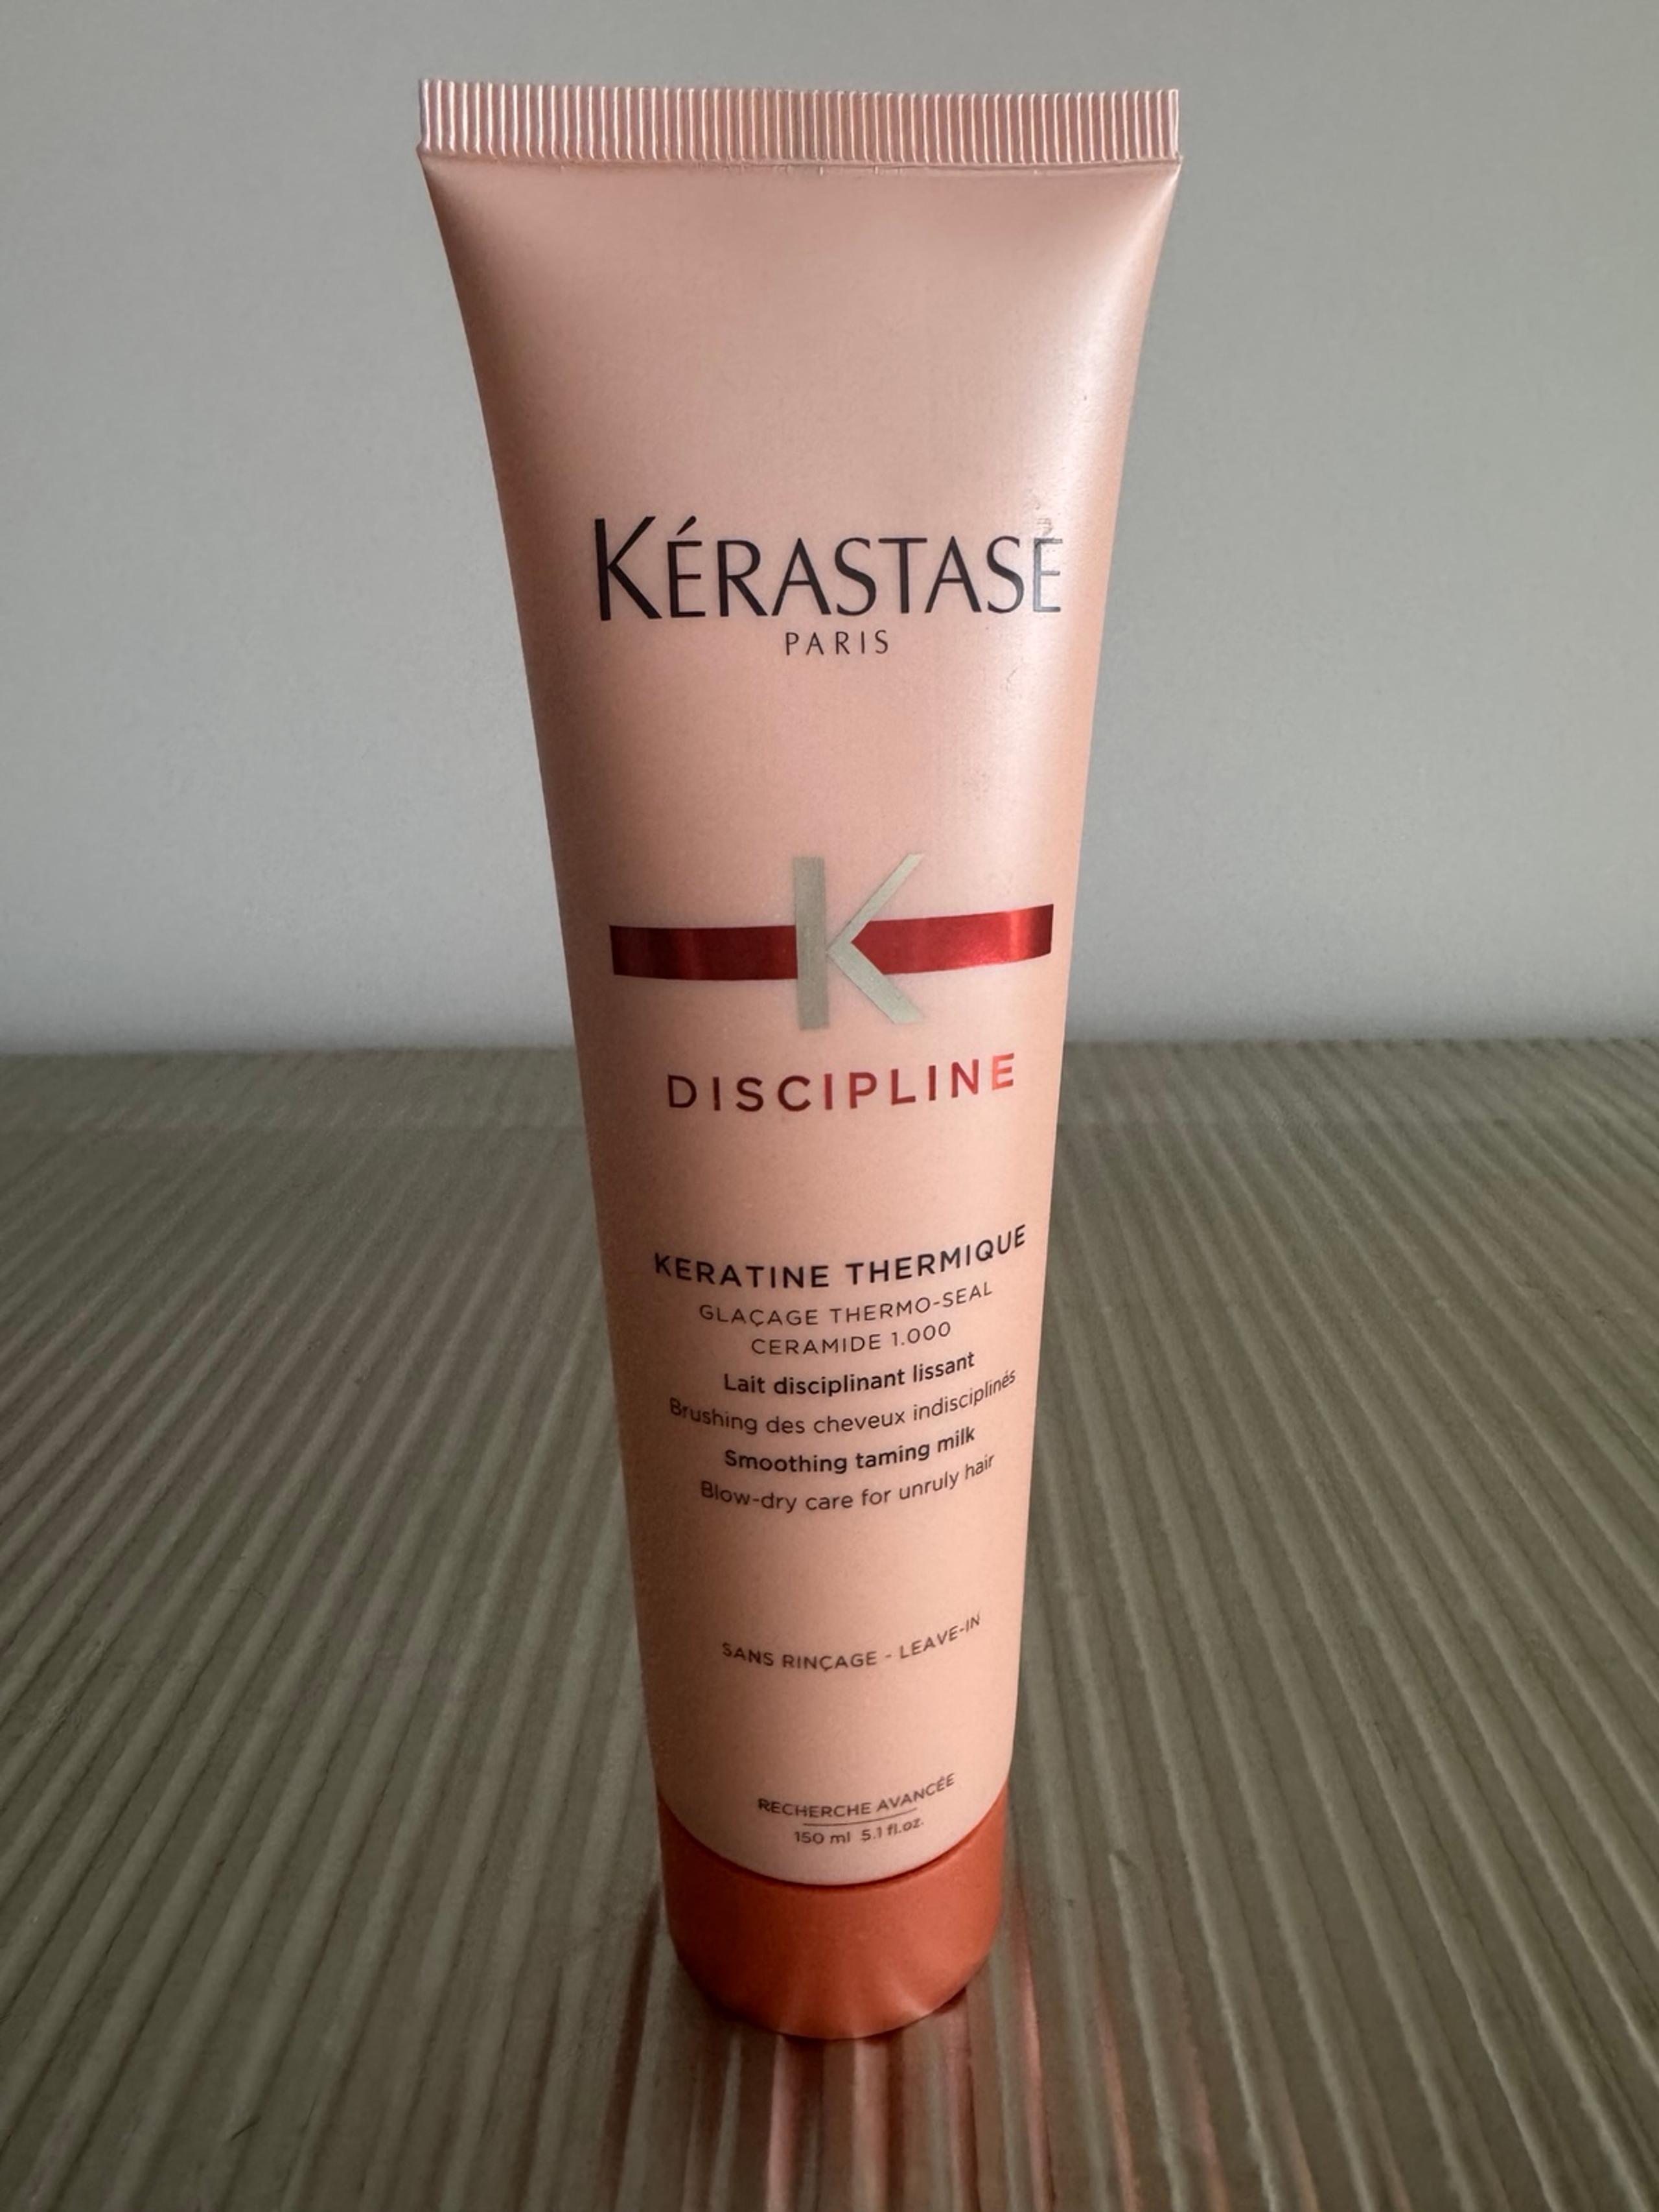 KÉRASTASE
PARIS
K
DISCIPLINE
KERATINE THERMIQUE
GLAÇAGE THERMO-SEAL
CERAMIDE 1.000
Lait disciplinant lissant
Brushing des cheveux indisciplinés
Smoothing taming milk
Blow-dry care for unruly hair
SANS RINÇAGE - LEAVE-IN
RECHERCHE AVANCÉE
150 ml 5.1 fl.oz.